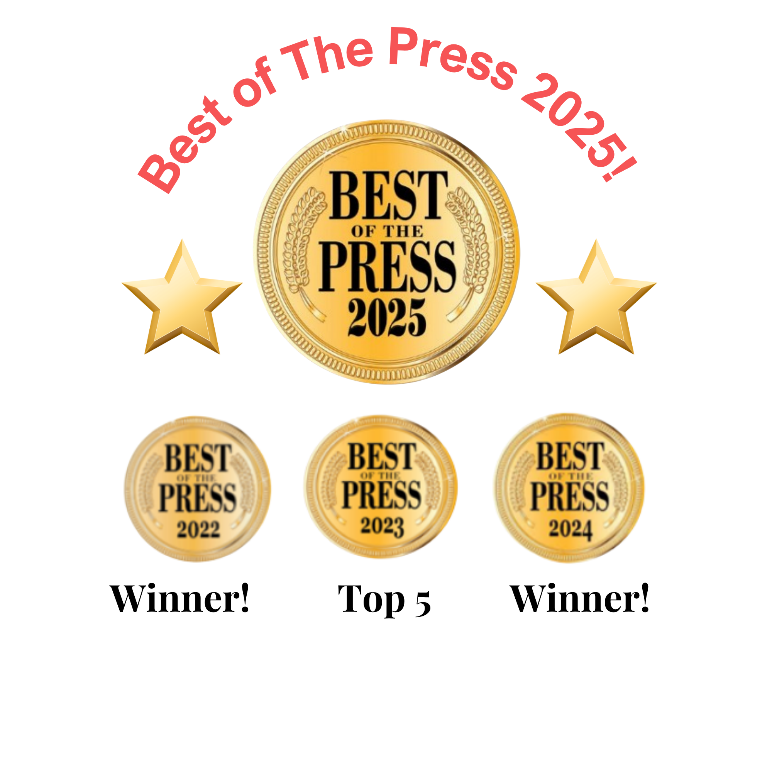 Best of The Press 2025!
BEST
OF THE
PRESS
2025
BEST
OF THE
PRESS
2022
BEST
OF THE
PRESS
2023
BEST
OF THE
PRESS
2024
Winner!
Top 5
Winner!